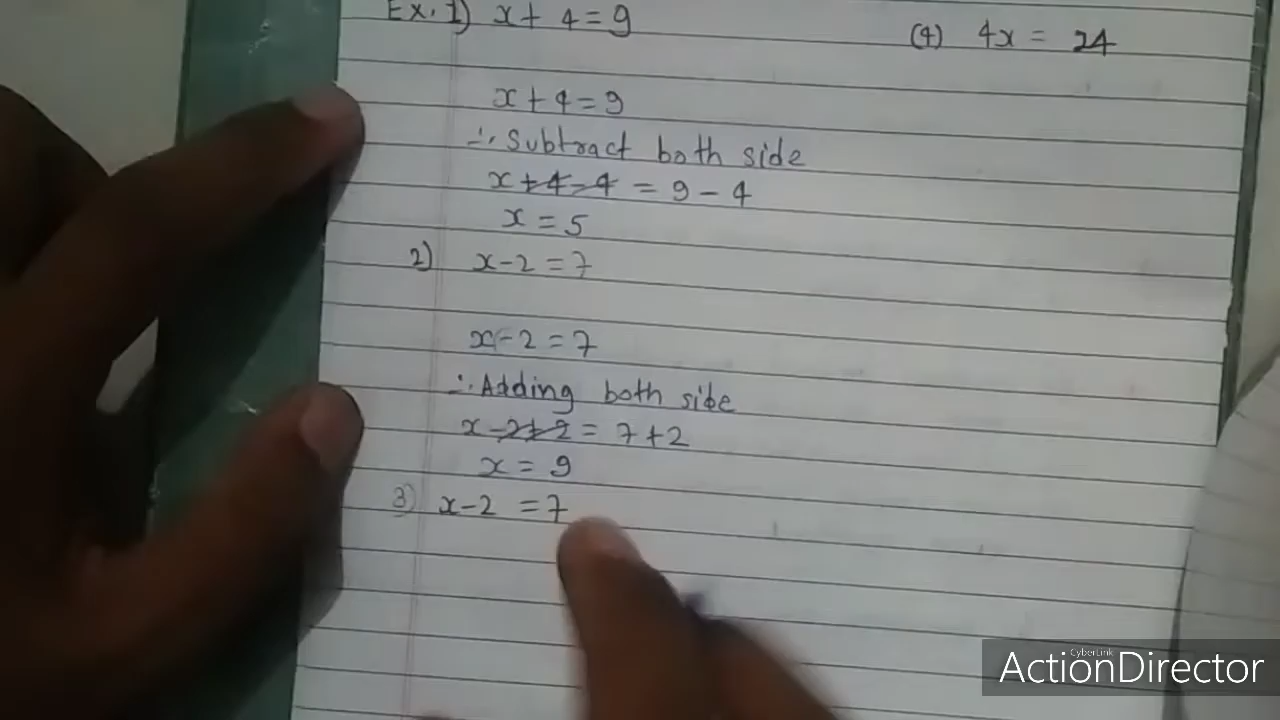 Ex. 1) x + 4 = 9
x + 4 = 9
∴ Subtract both side
x + 4 - 4 = 9 - 4
x = 5
2) x - 2 = 7
x - 2 = 7
∴ Adding both side
x - 2 + 2 = 7 + 2
x = 9
3) x - 2 = 7
(4) 4x = 24
CyberLink
ActionDirector